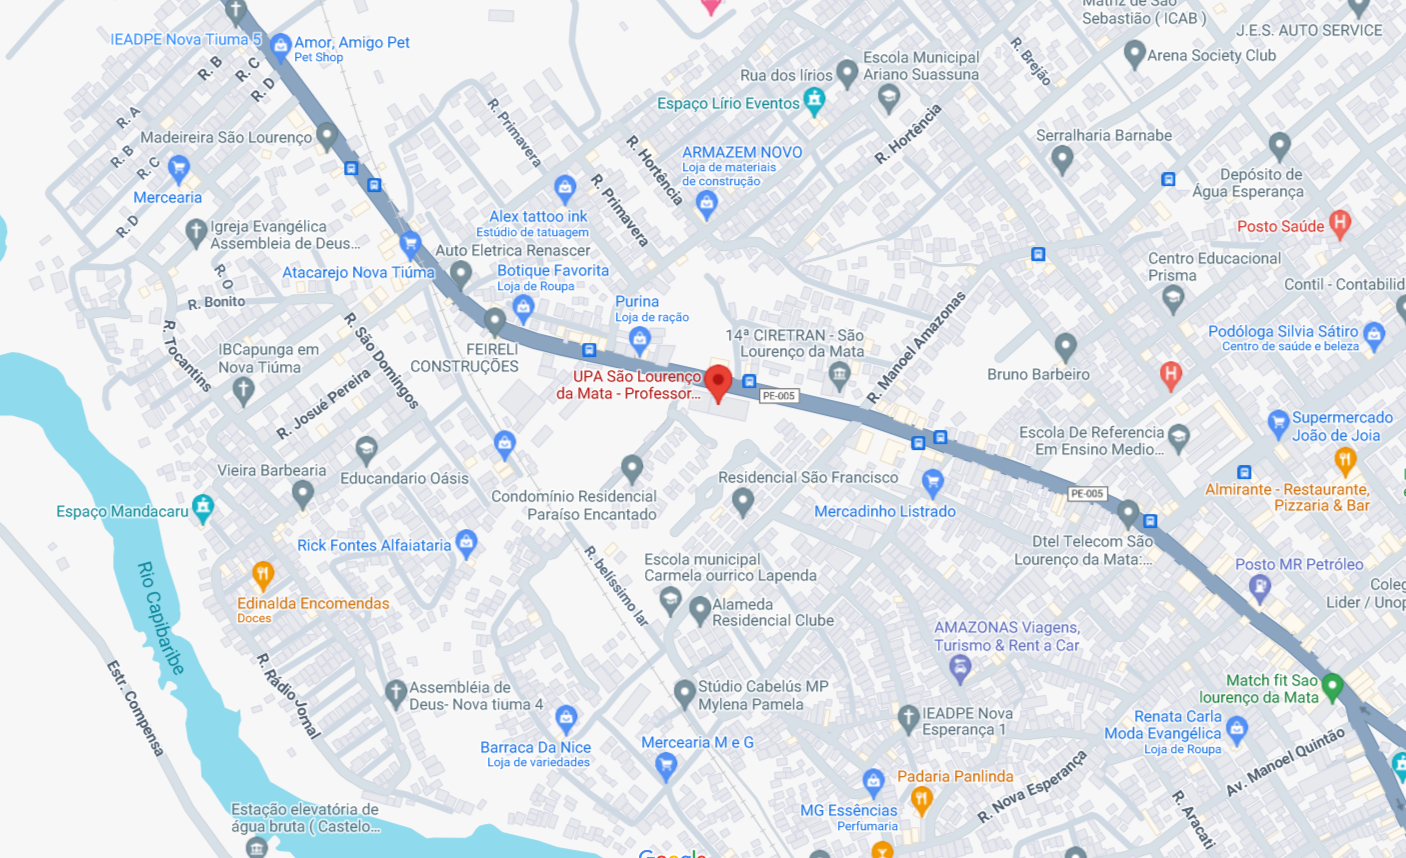 Matriz de São
Sebastião ( ICAB )
J.E.S. AUTO SERVICE
IEADPE Nova Tiuma 5
Amor, Amigo Pet
Pet Shop
R. B
R. C
R. D
R. Brejão
Arena Society Club
Escola Municipal
Ariano Suassuna
Rua dos lírios
Espaço Lírio Eventos
R. A
R. Primavera
R. Hortência
Madeireira São Lourenço
R. Hortência
Serralharia Barnabe
R. B
R. C
ARMAZEM NOVO
Loja de materiais
de construção
Depósito de
Água Esperança
Mercearia
R. Primavera
R. D
Alex tattoo ink
Estúdio de tatuagem
Posto Saúde
Igreja Evangélica
Assembleia de Deus...
Auto Eletrica Renascer
Centro Educacional
Prisma
Atacarejo Nova Tiúma
Botique Favorita
Loja de Roupa
R. O
R. Bonito
Contil - Contabilid
Purina
Loja de ração
R. Manoel Amazonas
R. Tocantins
R. São Domingos
14ª CIRETRAN - São
Lourenço da Mata
Podóloga Silvia Sátiro
Centro de saúde e beleza
IBCapunga em
Nova Tiúma
FEIRELI
CONSTRUÇÕES
Bruno Barbeiro
UPA São Lourenço
da Mata - Professor...
PE-005
R. Josué Pereira
Supermercado
João de Joia
Escola De Referencia
Em Ensino Medio...
Vieira Barbearia
Educandario Oásis
Residencial São Francisco
Condomínio Residencial
Paraíso Encantado
PE-005
Almirante - Restaurante,
Pizzaria & Bar
Espaço Mandacaru
Mercadinho Listrado
Rick Fontes Alfaiataria
Dtel Telecom São
Lourenço da Mata:...
R. belíssimo lar
Escola municipal
Carmela ourrico Lapenda
Posto MR Petróleo
Rio Capibaribe
Edinalda Encomendas
Doces
Alameda
Residencial Clube
Coleg
Lider / Unop
AMAZONAS Viagens,
Turismo & Rent a Car
Estr. Compensa
R. Rádio Jornal
Assembléia de
Deus- Nova tiuma 4
Stúdio Cabelús MP
Mylena Pamela
Match fit Sao
lourenço da Mata
IEADPE Nova
Esperança 1
Renata Carla
Moda Evangélica
Loja de Roupa
Barraca Da Nice
Loja de variedades
Mercearia M e G
Av. Manoel Quintão
Padaria Panlinda
R. Nova Esperança
MG Essências
Perfumaria
R. Aracati
Estação elevatória de
água bruta ( Castelo...
Google